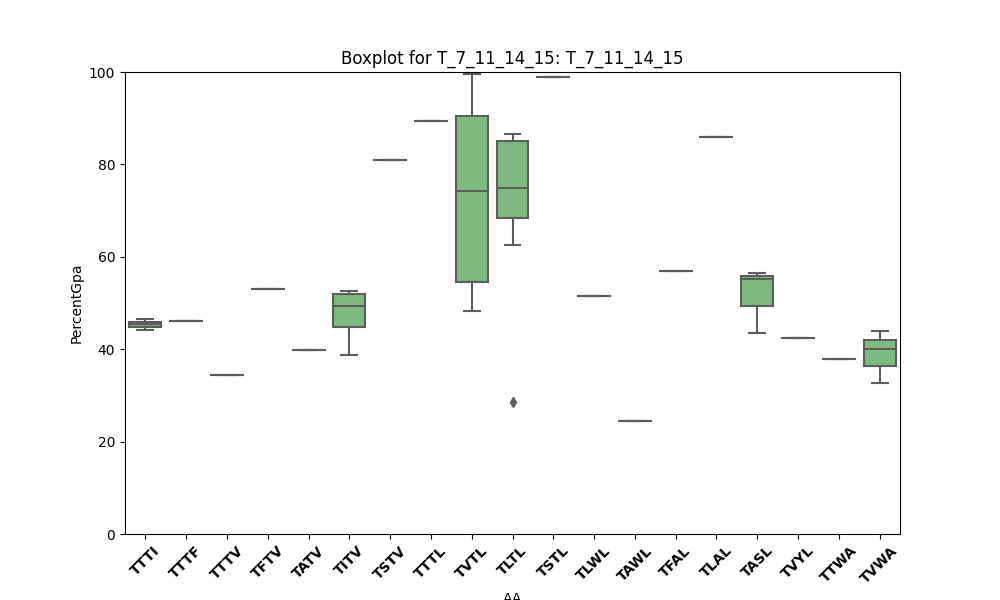 Boxplot for T_7_11_14_15: T_7_11_14_15
PercentGpa
100
80
60
40
20
0
TTTI TTTF TTTV TFTV TATV TITV TSTV TTTL TVTL TLTL TSTL TLWL TAWL TFAL TLAL TASL TVYL TTWA TVWA
AA